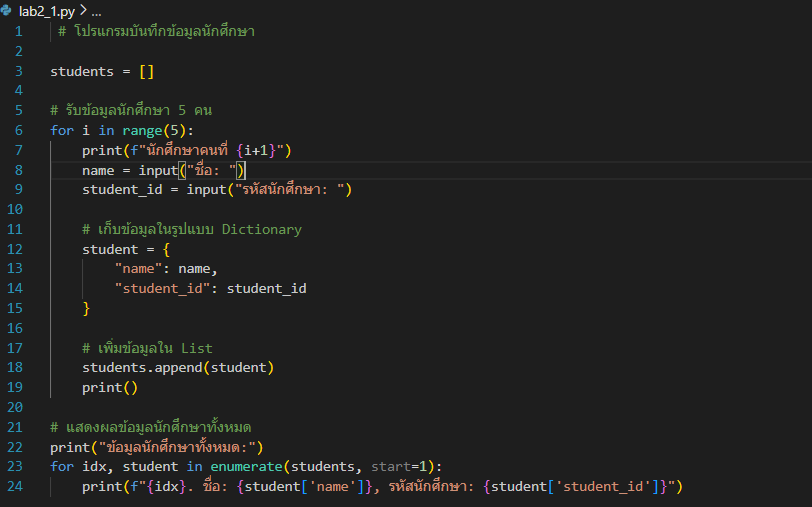 lab2_1.py > ...
1 # โปรแกรมบันทึกข้อมูลนักศึกษา
2
3 students = []
4
5 # รับข้อมูลนักศึกษา 5 คน
6 for i in range(5):
7     print(f"นักศึกษาคนที่ {i+1}")
8     name = input("ชื่อ: ")
9     student_id = input("รหัสนักศึกษา: ")
10
11     # เก็บข้อมูลในรูปแบบ Dictionary
12     student = {
13         "name": name,
14         "student_id": student_id
15     }
16
17     # เพิ่มข้อมูลใน List
18     students.append(student)
19     print()
20
21 # แสดงผลข้อมูลนักศึกษาทั้งหมด
22 print("ข้อมูลนักศึกษาทั้งหมด:")
23 for idx, student in enumerate(students, start=1):
24     print(f"{idx}. ชื่อ: {student['name']}, รหัสนักศึกษา: {student['student_id']}")